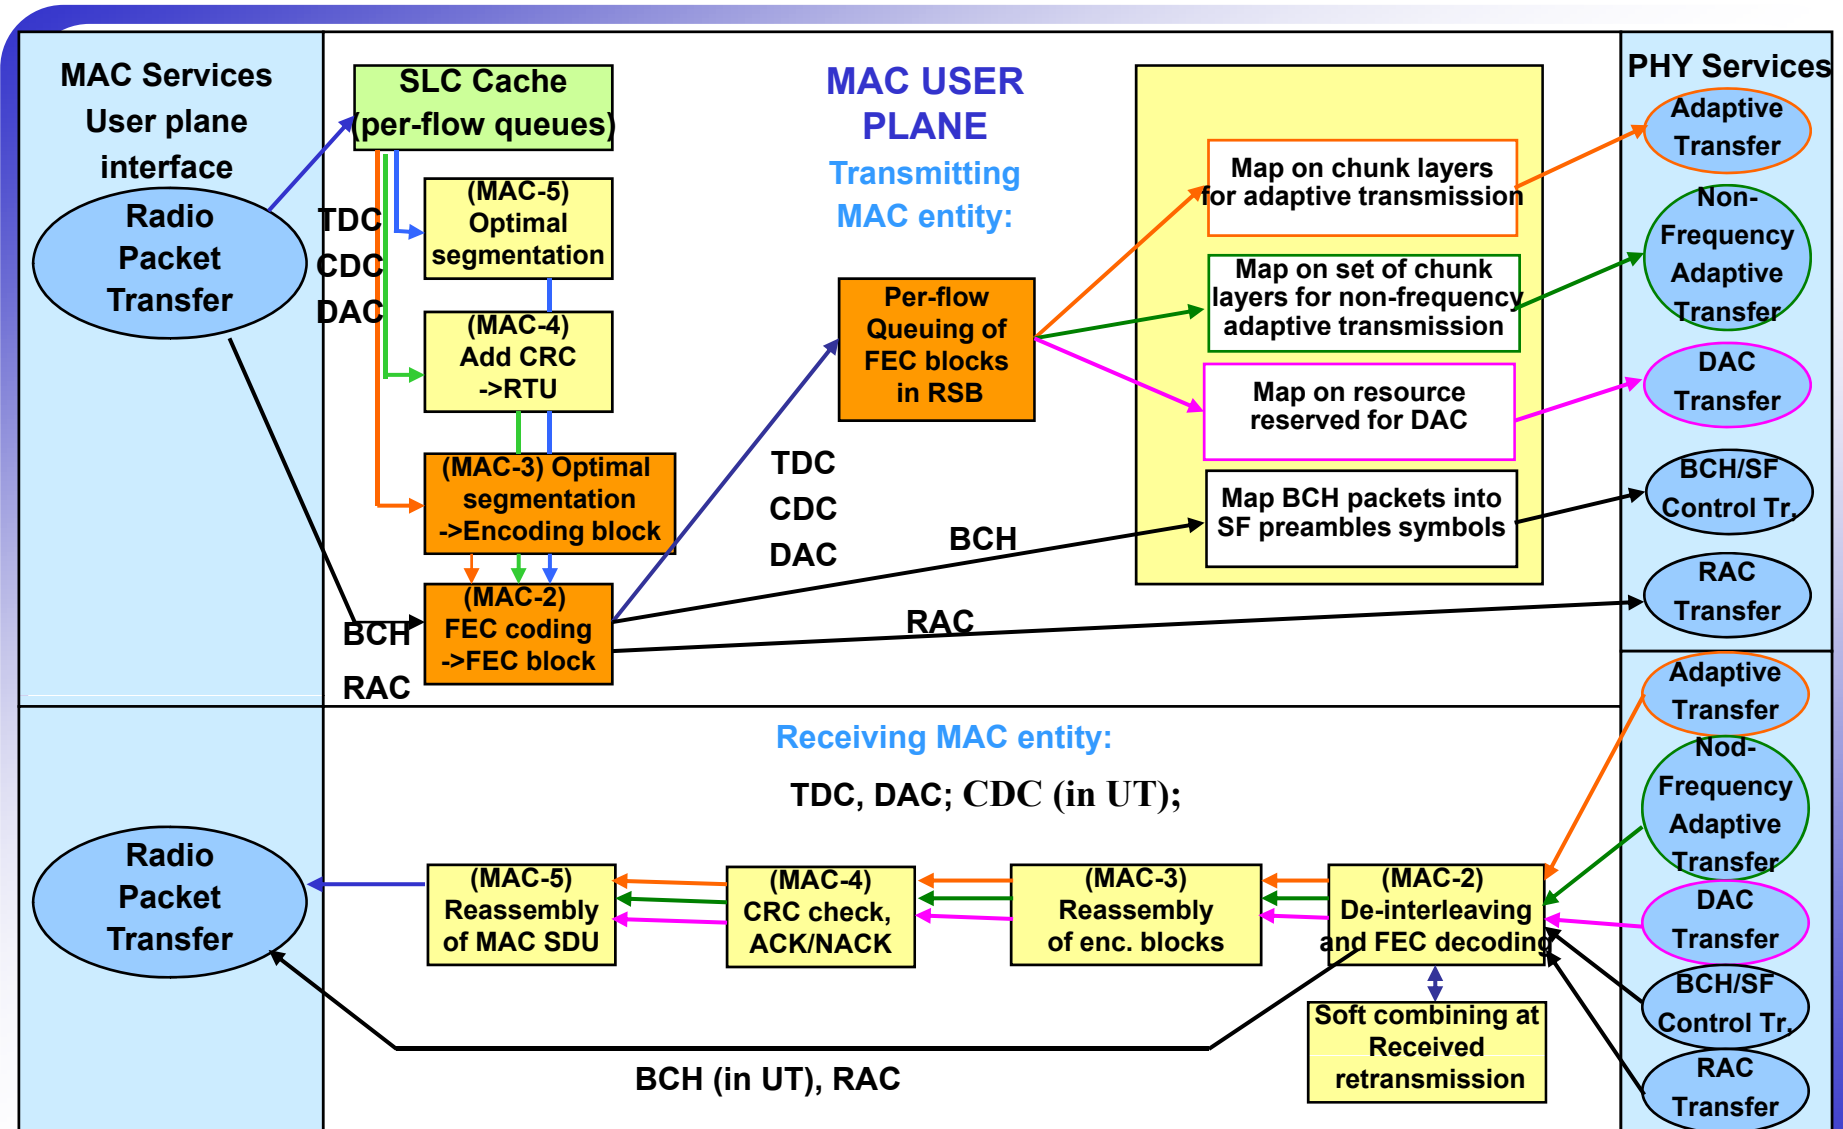 MAC Services
User plane
interface
Radio
Packet
Transfer
SLC Cache
(per-flow queues)
TDC
CDC
DAC
(MAC-5)
Optimal
segmentation
(MAC-4)
Add CRC
->RTU
(MAC-3) Optimal
segmentation
->Encoding block
(MAC-2)
FEC coding
->FEC block
BCH
RAC
MAC USER
PLANE
Transmitting
MAC entity:
Per-flow
Queuing of
FEC blocks
in RSB
TDC
CDC
DAC
BCH
RAC
Map on chunk layers
for adaptive transmission
Map on set of chunk
layers for non-frequency
adaptive transmission
Map on resource
reserved for DAC
Map BCH packets into
SF preambles symbols
PHY Services
Adaptive
Transfer
Non-
Frequency
Adaptive
Transfer
DAC
Transfer
BCH/SF
Control Tr.
RAC
Transfer
Receiving MAC entity:
TDC, DAC; CDC (in UT);
Radio
Packet
Transfer
(MAC-5)
Reassembly
of MAC SDU
(MAC-4)
CRC check,
ACK/NACK
(MAC-3)
Reassembly
of enc. blocks
(MAC-2)
De-interleaving
and FEC decoding
Soft combining at
Received
retransmission
BCH (in UT), RAC
Adaptive
Transfer
Nod-
Frequency
Adaptive
Transfer
DAC
Transfer
BCH/SF
Control Tr.
RAC
Transfer